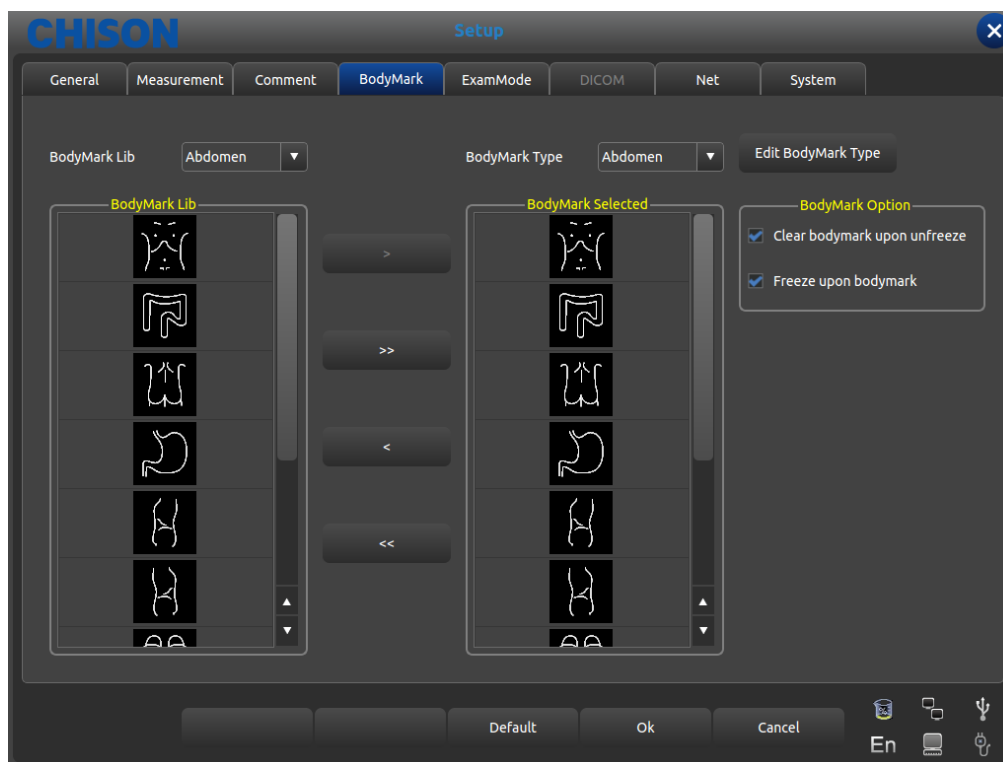 CHISON
Setup
General Measurement Comment BodyMark ExamMode DICOM Net System
BodyMark Lib Abdomen BodyMark Type Abdomen Edit BodyMark Type
BodyMark Lib BodyMark Selected BodyMark Option
Clear bodymark upon unfreeze
>
Freeze upon bodymark
>>
<
<<
Default Ok Cancel
En